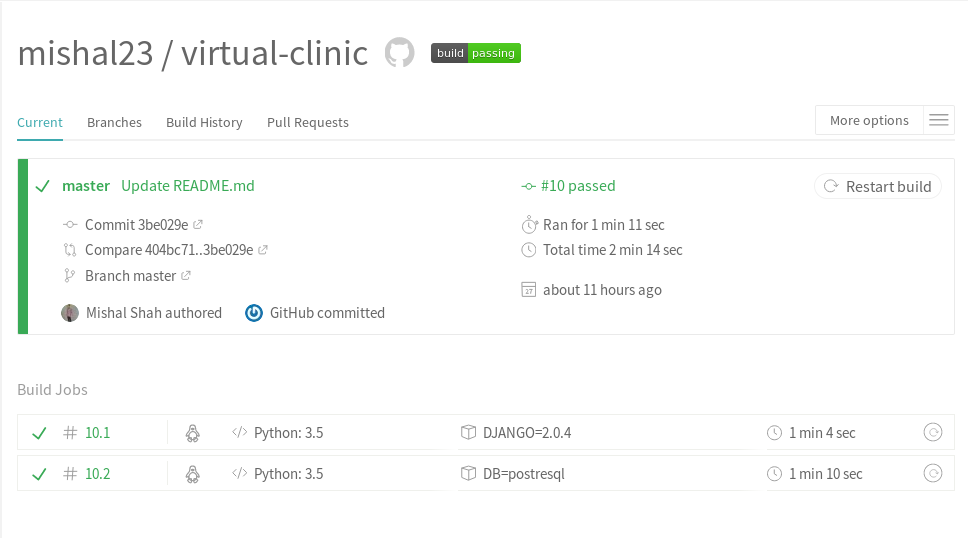 mishal23 / virtual-clinic build passing
Current Branches Build History Pull Requests More options
master Update README.md #10 passed Restart build
Commit 3be029e Ran for 1 min 11 sec
Compare 404bc71..3be029e Total time 2 min 14 sec
Branch master
27 about 11 hours ago
Mishal Shah authored GitHub committed
Build Jobs
# 10.1 </> Python: 3.5 DJANGO=2.0.4 1 min 4 sec
# 10.2 </> Python: 3.5 DB=postresql 1 min 10 sec